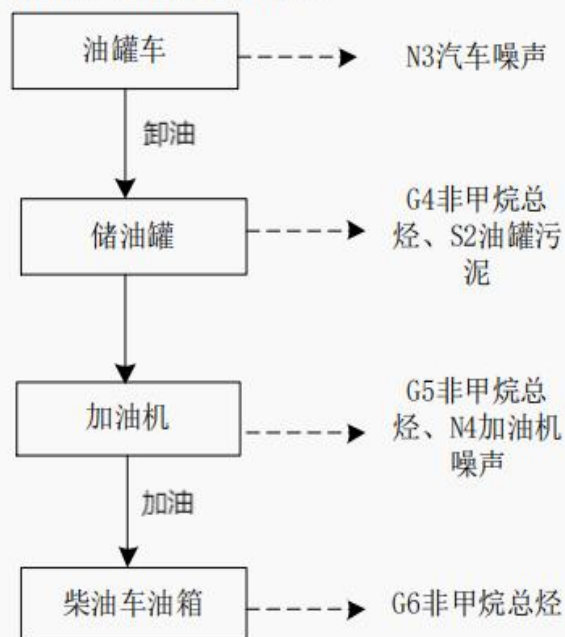 油罐车
N3汽车噪声
卸油
储油罐
G4非甲烷总
烃、S2油罐污
泥
加油机
G5非甲烷总
烃、N4加油机
噪声
加油
柴油车油箱
G6非甲烷总烃